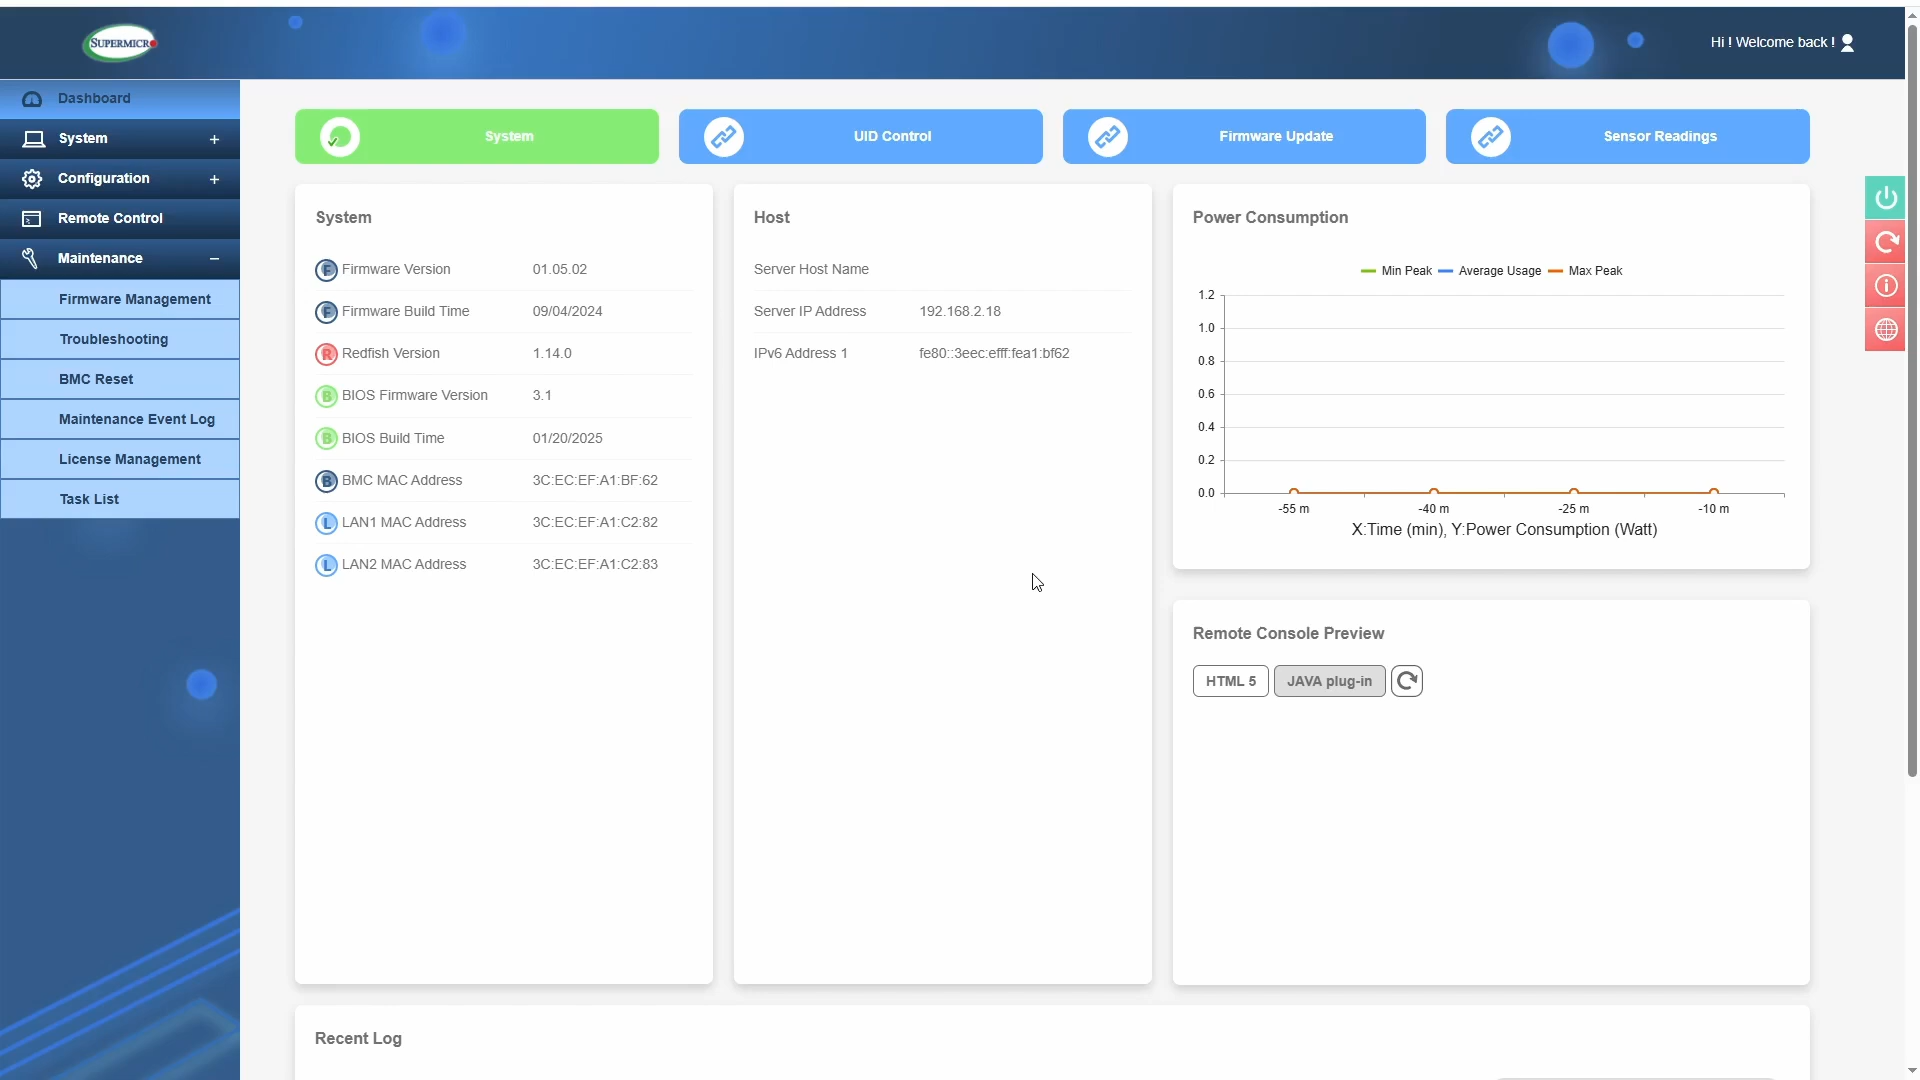 SUPERMICR
Hi ! Welcome back !
Dashboard
System +
Configuration +
Remote Control
Maintenance −
Firmware Management
Troubleshooting
BMC Reset
Maintenance Event Log
License Management
Task List
System
UID Control
Firmware Update
Sensor Readings
System
F Firmware Version 01.05.02
F Firmware Build Time 09/04/2024
R Redfish Version 1.14.0
B BIOS Firmware Version 3.1
B BIOS Build Time 01/20/2025
B BMC MAC Address 3C:EC:EF:A1:BF:62
L LAN1 MAC Address 3C:EC:EF:A1:C2:82
L LAN2 MAC Address 3C:EC:EF:A1:C2:83
Host
Server Host Name
Server IP Address 192.168.2.18
IPv6 Address 1 fe80::3eec:efff:fea1:bf62
Power Consumption
Min Peak Average Usage Max Peak
1.2
1.0
0.8
0.6
0.4
0.2
0.0
-55 m -40 m -25 m -10 m
X:Time (min), Y:Power Consumption (Watt)
Remote Console Preview
HTML 5 JAVA plug-in
Recent Log